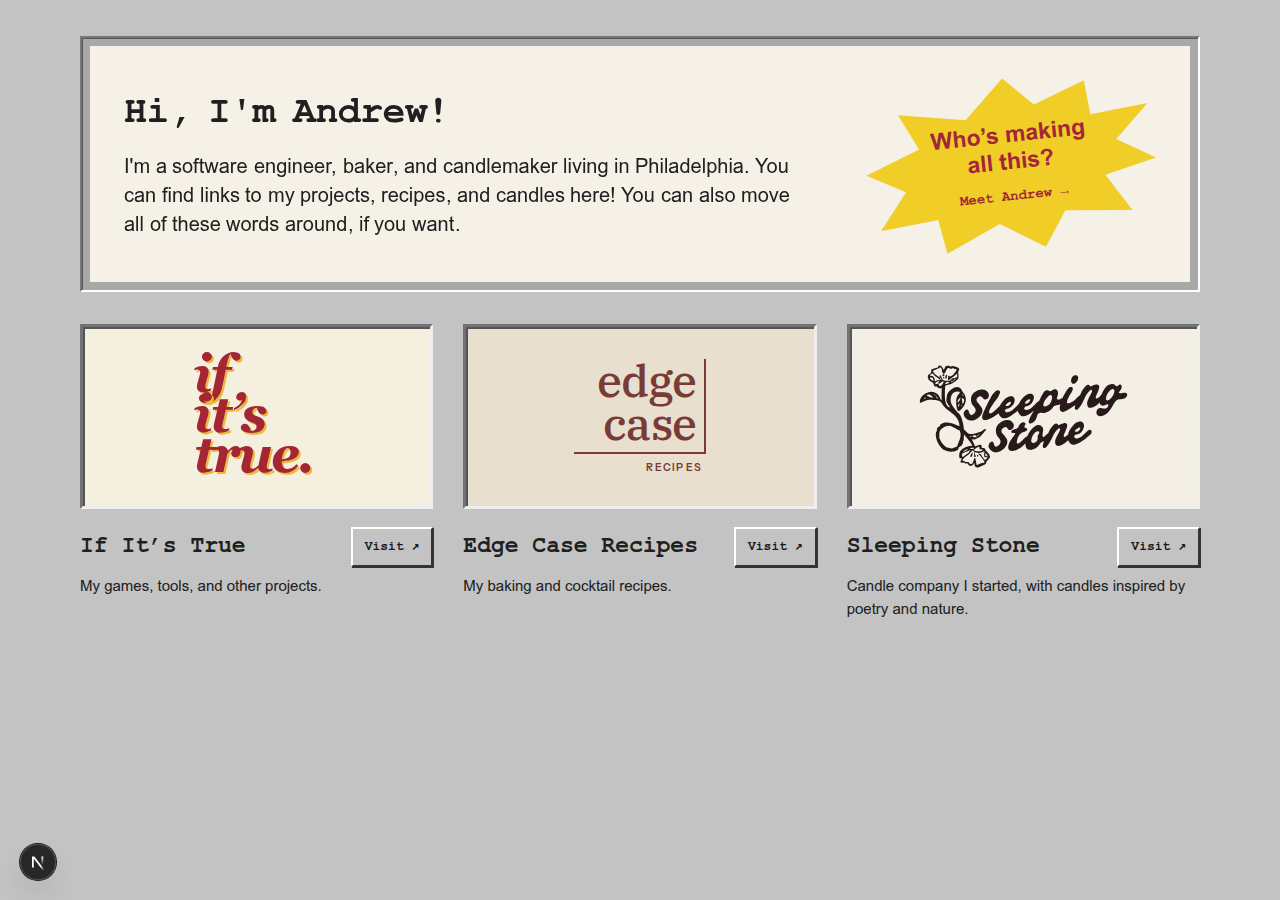 Hi, I'm Andrew!
I'm a software engineer, baker, and candlemaker living in Philadelphia. You
can find links to my projects, recipes, and candles here! You can also move
all of these words around, if you want.
Who’s making
all this?
Meet Andrew →
if
it’s
true.
edge
case
RECIPES
Sleeping
Stone
If It’s True
Visit ↗
Edge Case Recipes
Visit ↗
Sleeping Stone
Visit ↗
My games, tools, and other projects.
My baking and cocktail recipes.
Candle company I started, with candles inspired by
poetry and nature.
N